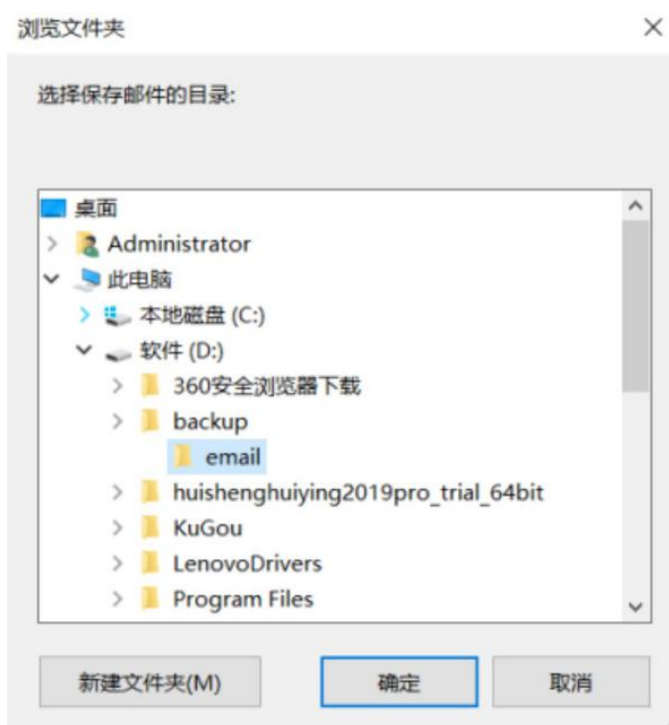 浏览文件夹
选择保存邮件的目录:
桌面
Administrator
此电脑
本地磁盘 (C:)
软件 (D:)
360安全浏览器下载
backup
email
huishenghuiying2019pro_trial_64bit
KuGou
LenovoDrivers
Program Files
新建文件夹(M) 确定 取消